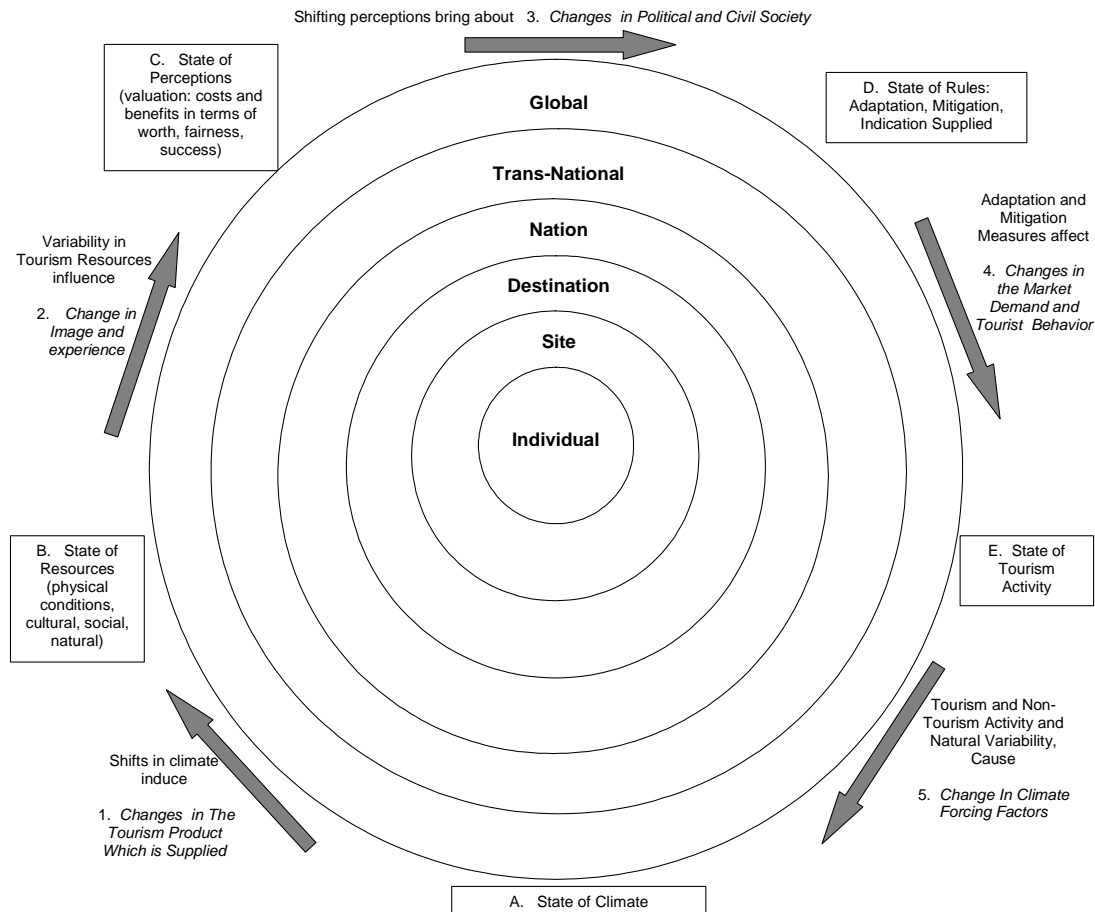 Shifting perceptions bring about 3. Changes in Political and Civil Society
C. State of
Perceptions
(valuation: costs and
benefits in terms of
worth, fairness,
success)
D. State of Rules:
Adaptation, Mitigation,
Indication Supplied
Global
Trans-National
Nation
Destination
Site
Individual
Variability in
Tourism Resources
influence
2. Change in
Image and
experience
Adaptation and
Mitigation
Measures affect
4. Changes in
the Market
Demand and
Tourist Behavior
B. State of
Resources
(physical
conditions,
cultural, social,
natural)
E. State of
Tourism
Activity
Shifts in climate
induce
1. Changes in The
Tourism Product
Which is Supplied
Tourism and Non-
Tourism Activity and
Natural Variability,
Cause
5. Change In Climate
Forcing Factors
A. State of Climate